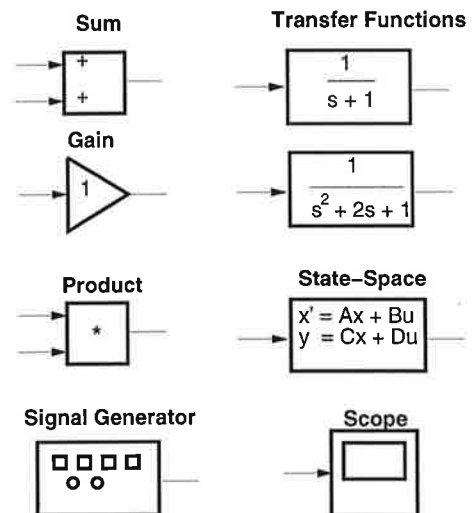 Sum
+
+
Gain
1
Product
*
Signal Generator
Transfer Functions
1
s + 1
1
s² + 2s + 1
State–Space
x' = Ax + Bu
y = Cx + Du
Scope